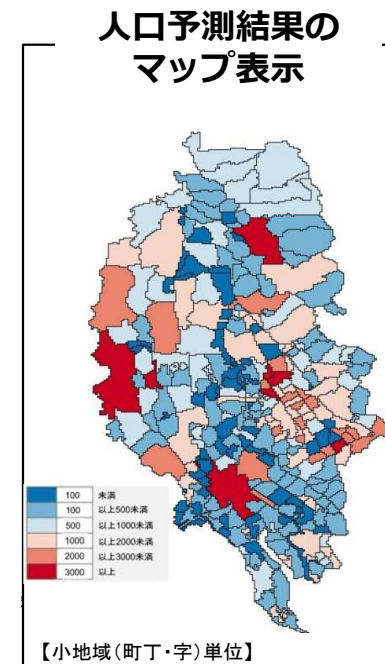 人口予測結果の
マップ表示
100 未満
100 以上500未満
500 以上1000未満
1000 以上2000未満
2000 以上3000未満
3000 以上
【小地域(町丁・字)単位】